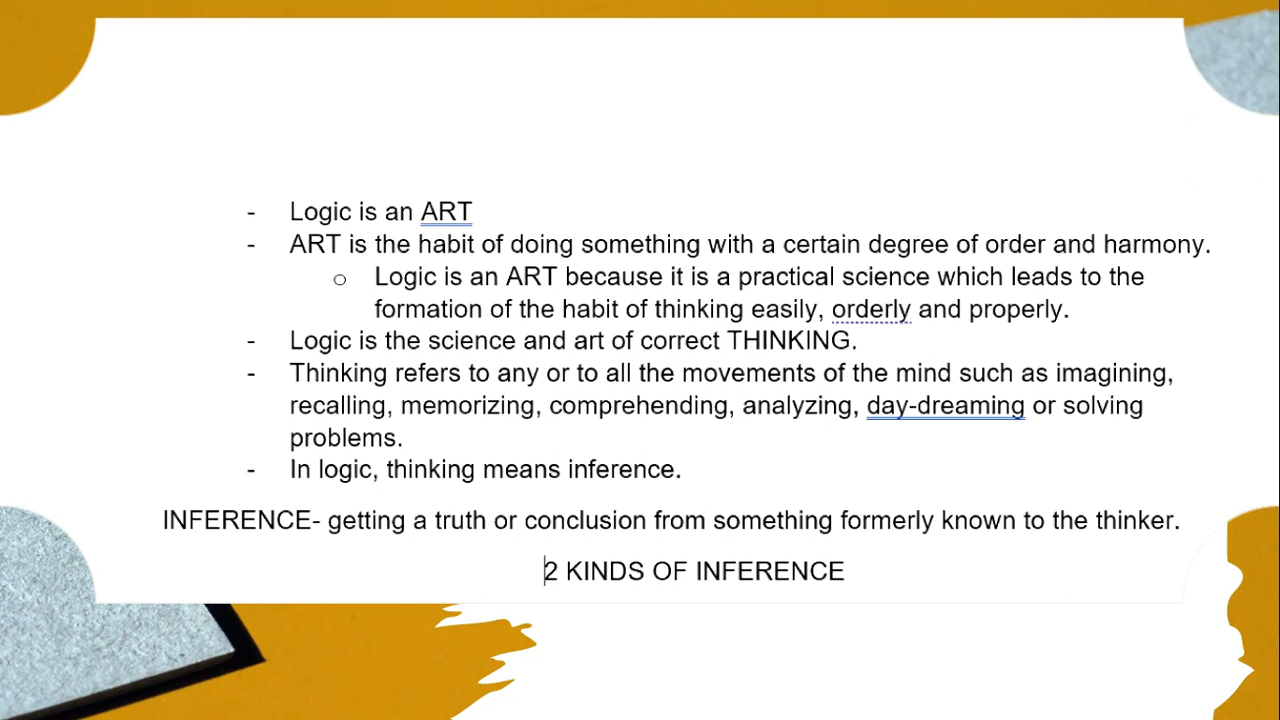 - Logic is an ART
- ART is the habit of doing something with a certain degree of order and harmony.
o Logic is an ART because it is a practical science which leads to the
formation of the habit of thinking easily, orderly and properly.
- Logic is the science and art of correct THINKING.
- Thinking refers to any or to all the movements of the mind such as imagining,
recalling, memorizing, comprehending, analyzing, day-dreaming or solving
problems.
- In logic, thinking means inference.
INFERENCE- getting a truth or conclusion from something formerly known to the thinker.
2 KINDS OF INFERENCE